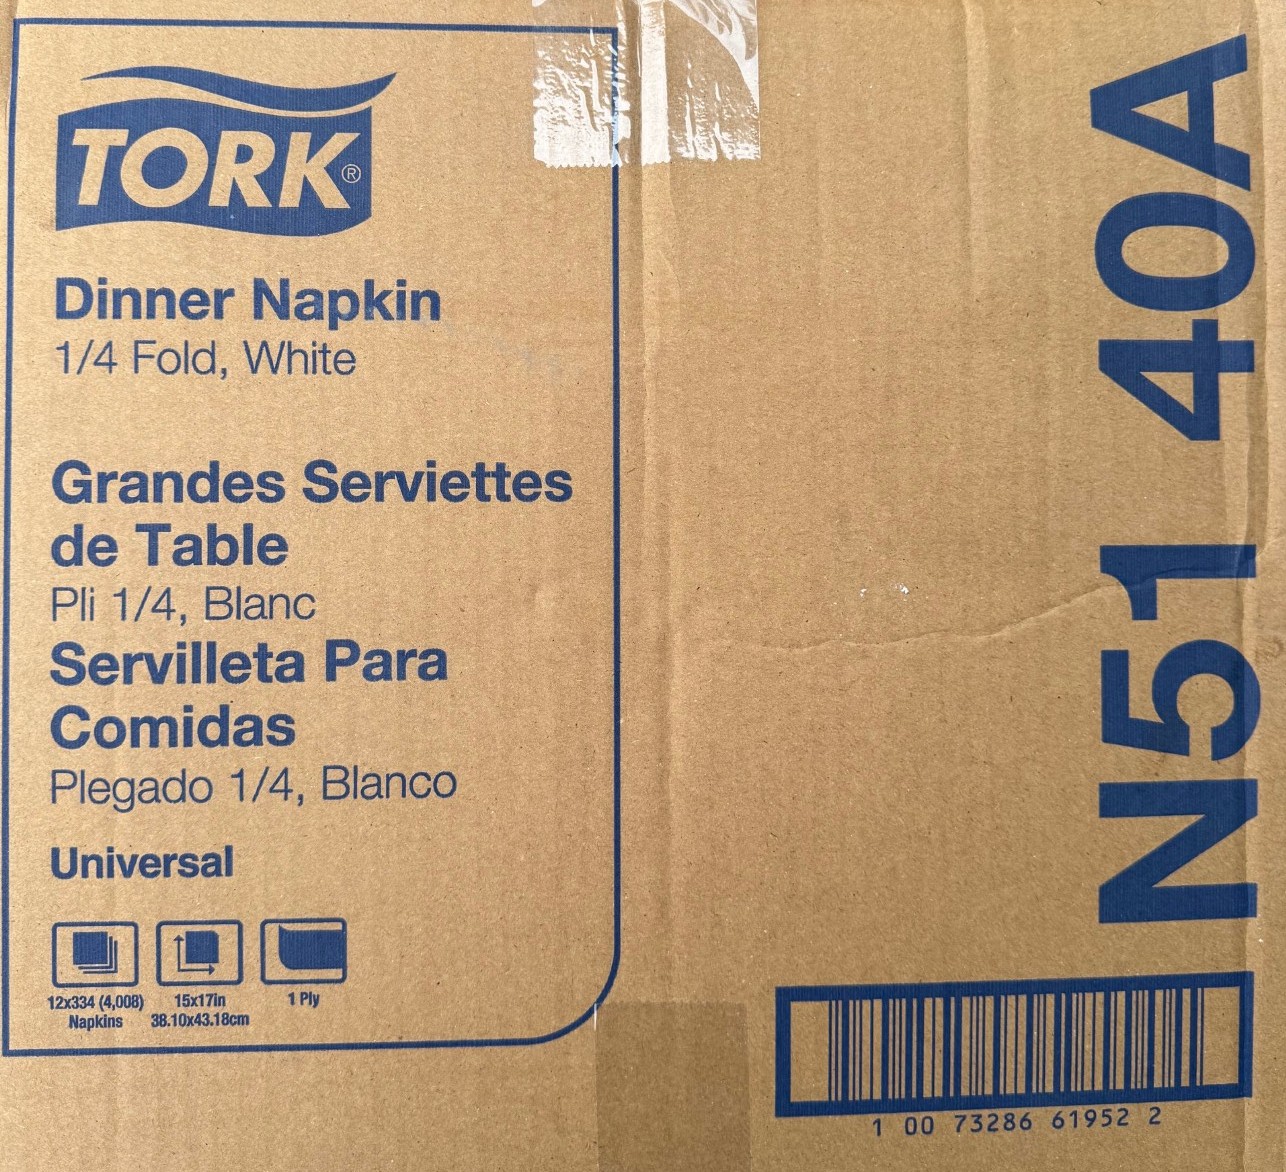 TORK®
Dinner Napkin
1/4 Fold, White
Grandes Serviettes
de Table
Pli 1/4, Blanc
Servilleta Para
Comidas
Plegado 1/4, Blanco
Universal
12x334 (4,008)
Napkins
15x17in
38.10x43.18cm
1 Ply
N51 40A
1 00 73286 61952 2